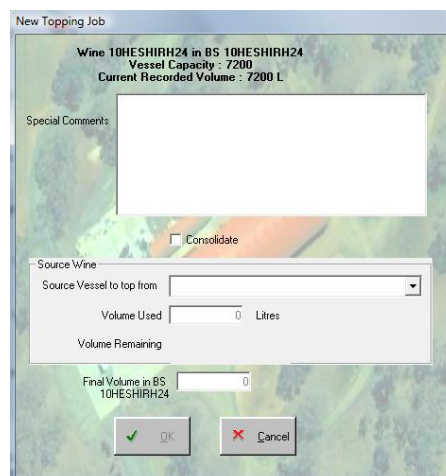 New Topping Job
Wine 10HESHIRH24 in BS 10HESHIRH24
Vessel Capacity : 7200
Current Recorded Volume : 7200 L
Special Comments
Consolidate
Source Wine
Source Vessel to top from
Volume Used 0 Litres
Volume Remaining
Final Volume in BS 0
10HESHIRH24
OK Cancel